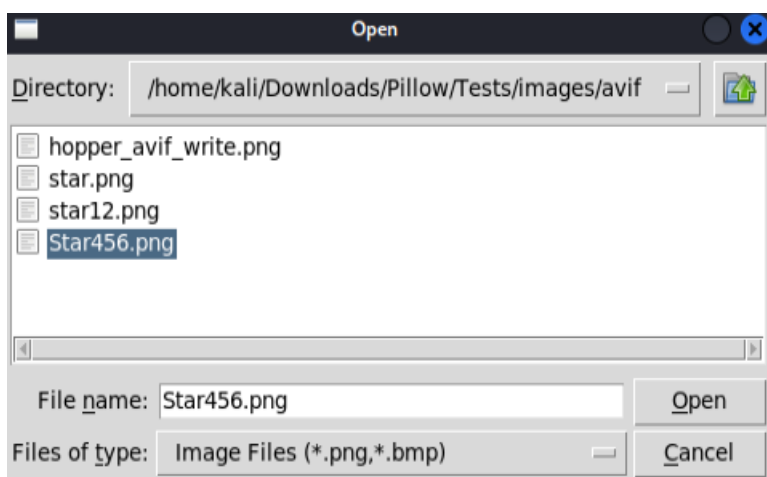 Open
Directory: /home/kali/Downloads/Pillow/Tests/images/avif
hopper_avif_write.png
star.png
star12.png
Star456.png
File name: Star456.png Open
Files of type: Image Files (*.png,*.bmp) Cancel